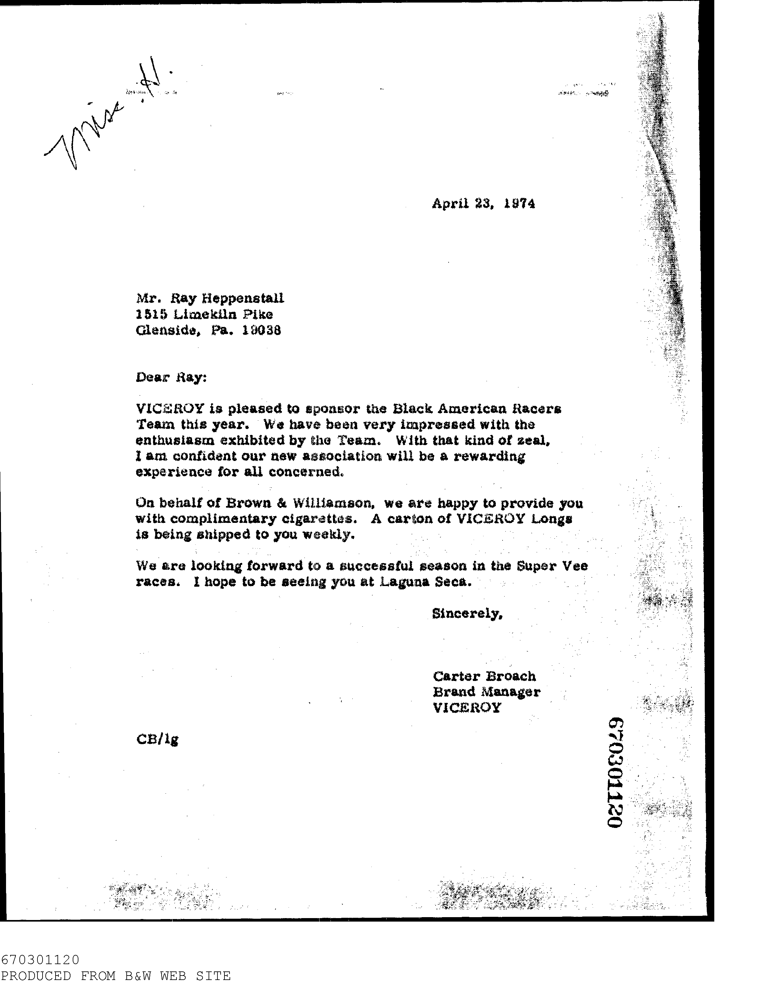 Misc. H.
April 23, 1974
Mr. Ray Heppenstall
1515 Limekiln Pike
Glenside, Pa. 19038
Dear Ray:
VICEROY is pleased to sponsor the Black American Racers
Team this year. We have been very impressed with the
enthusiasm exhibited by the Team. With that kind of zeal,
I am confident our new association will be a rewarding
experience for all concerned.
On behalf of Brown & Williamson, we are happy to provide you
with complimentary cigarettes. A carton of VICEROY Longs
is being shipped to you weekly.
We are looking forward to a successful season in the Super Vee
races. I hope to be seeing you at Laguna Seca.
Sincerely,
Carter Broach
Brand Manager
VICEROY
CB/lg
670301120
670301120
PRODUCED FROM B&W WEB SITE